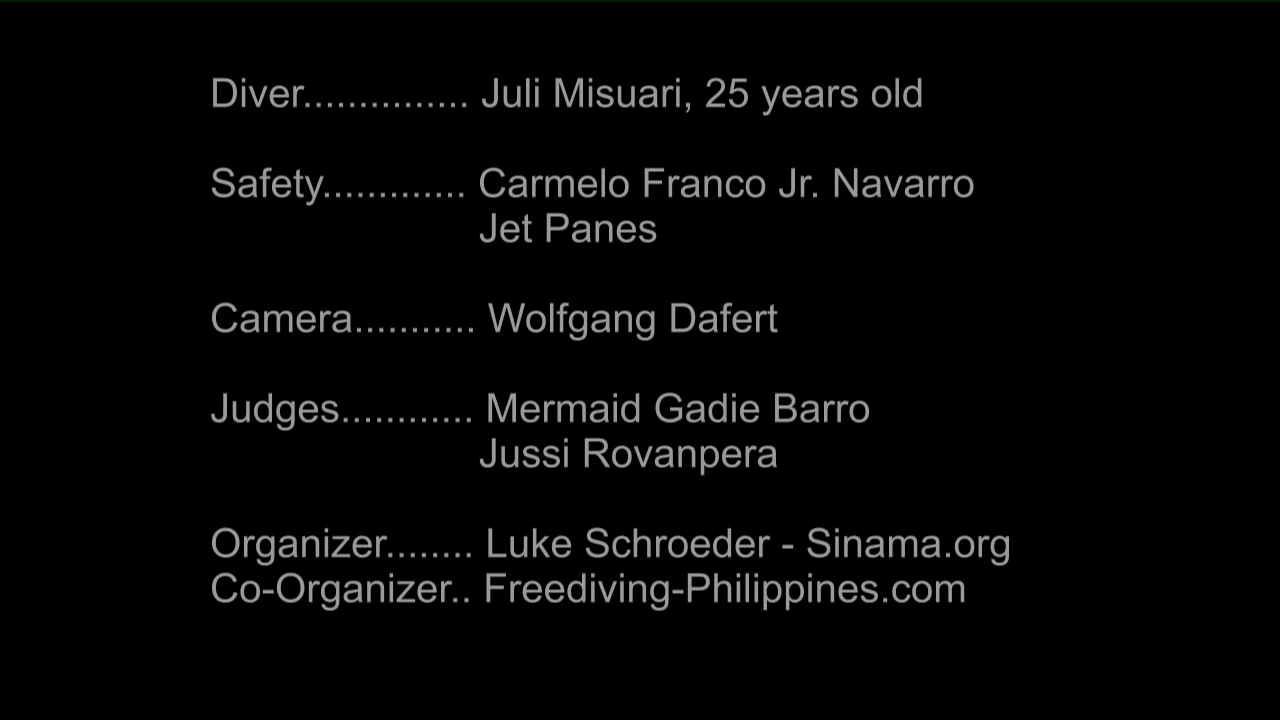 Diver............... Juli Misuari, 25 years old
Safety............. Carmelo Franco Jr. Navarro
Jet Panes
Camera........... Wolfgang Dafert
Judges............ Mermaid Gadie Barro
Jussi Rovanpera
Organizer........ Luke Schroeder - Sinama.org
Co-Organizer.. Freediving-Philippines.com